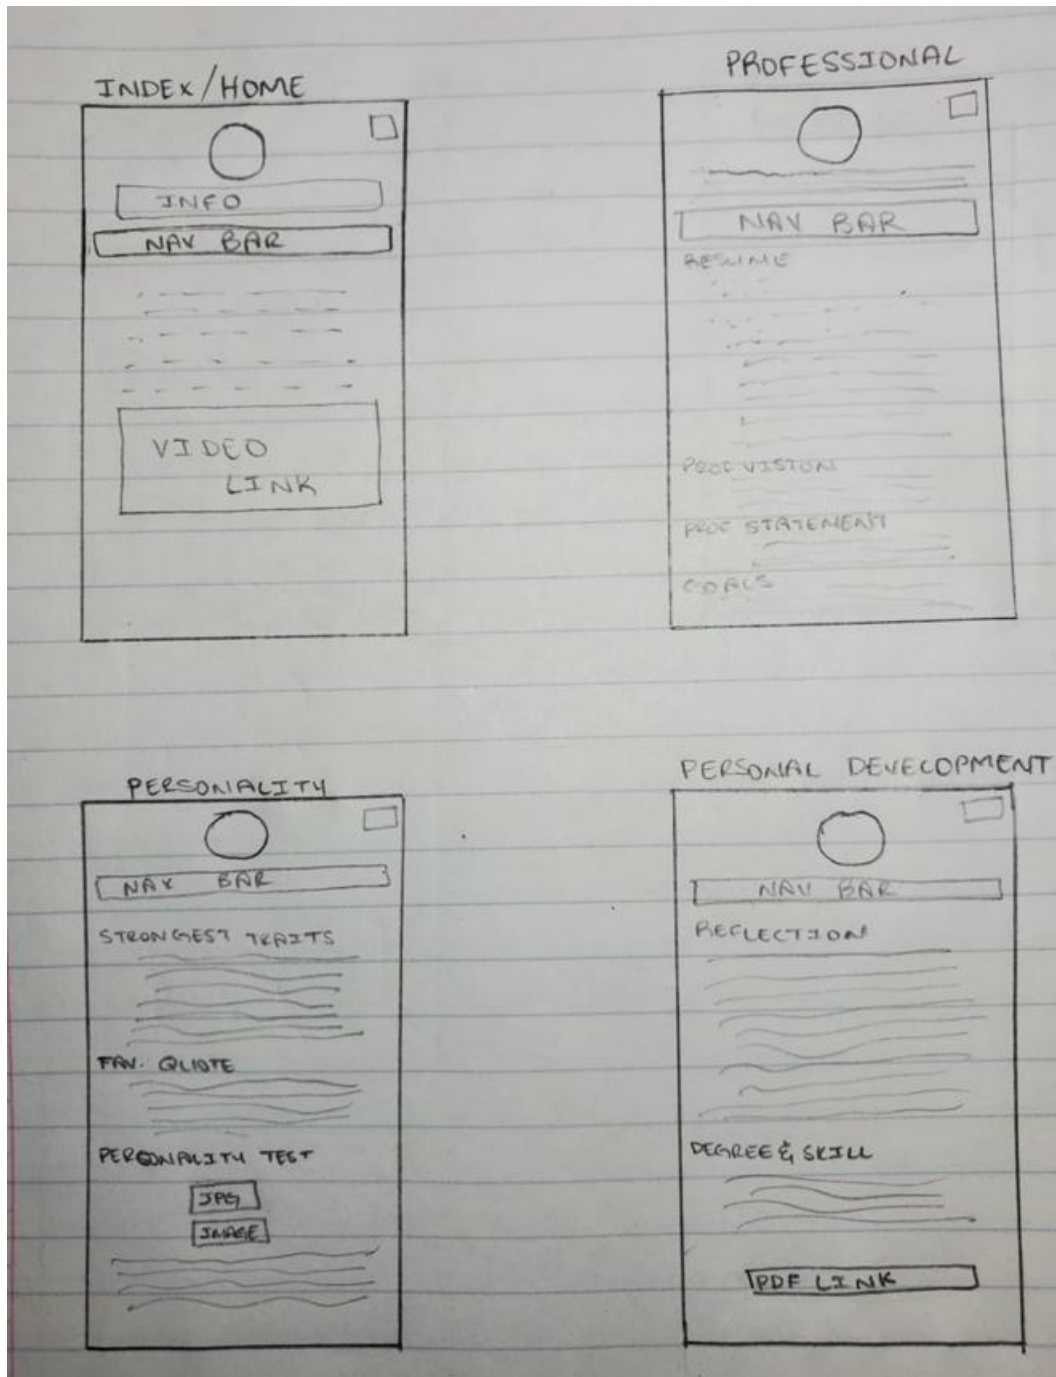 INDEX/HOME
INFO
NAV BAR
VIDEO
LINK
PROFESSIONAL
NAV BAR
RESUME
PROF VISION
PROF STATEMENT
GOALS
PERSONALITY
NAV BAR
STRONGEST TRAITS
FAV. QUOTE
PERSONALITY TEST
JPG
IMAGE
PERSONAL DEVELOPMENT
NAV BAR
REFLECTION
DEGREE & SKILL
PDF LINK